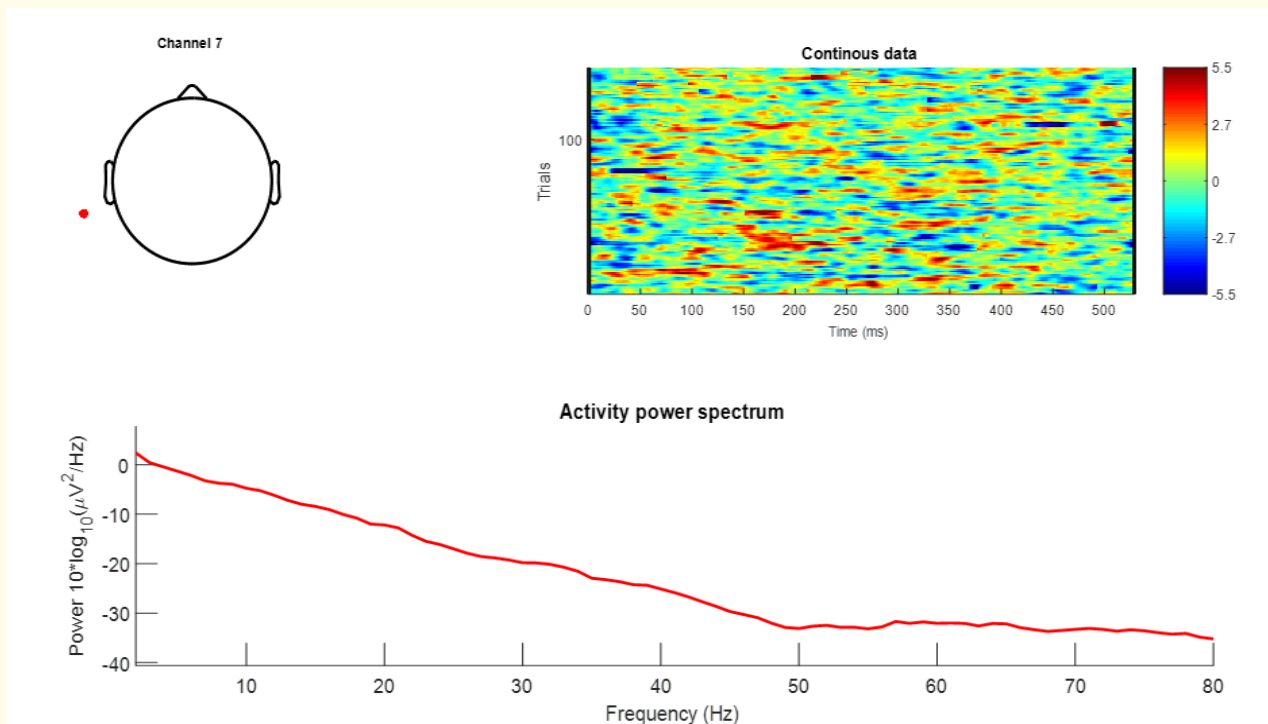 Channel 7
Continous data
5.5
2.7
0
-2.7
-5.5
Trials
100
0 50 100 150 200 250 300 350 400 450 500
Time (ms)
Activity power spectrum
Power 10*log10(μV2/Hz)
0
-10
-20
-30
-40
10 20 30 40 50 60 70 80
Frequency (Hz)